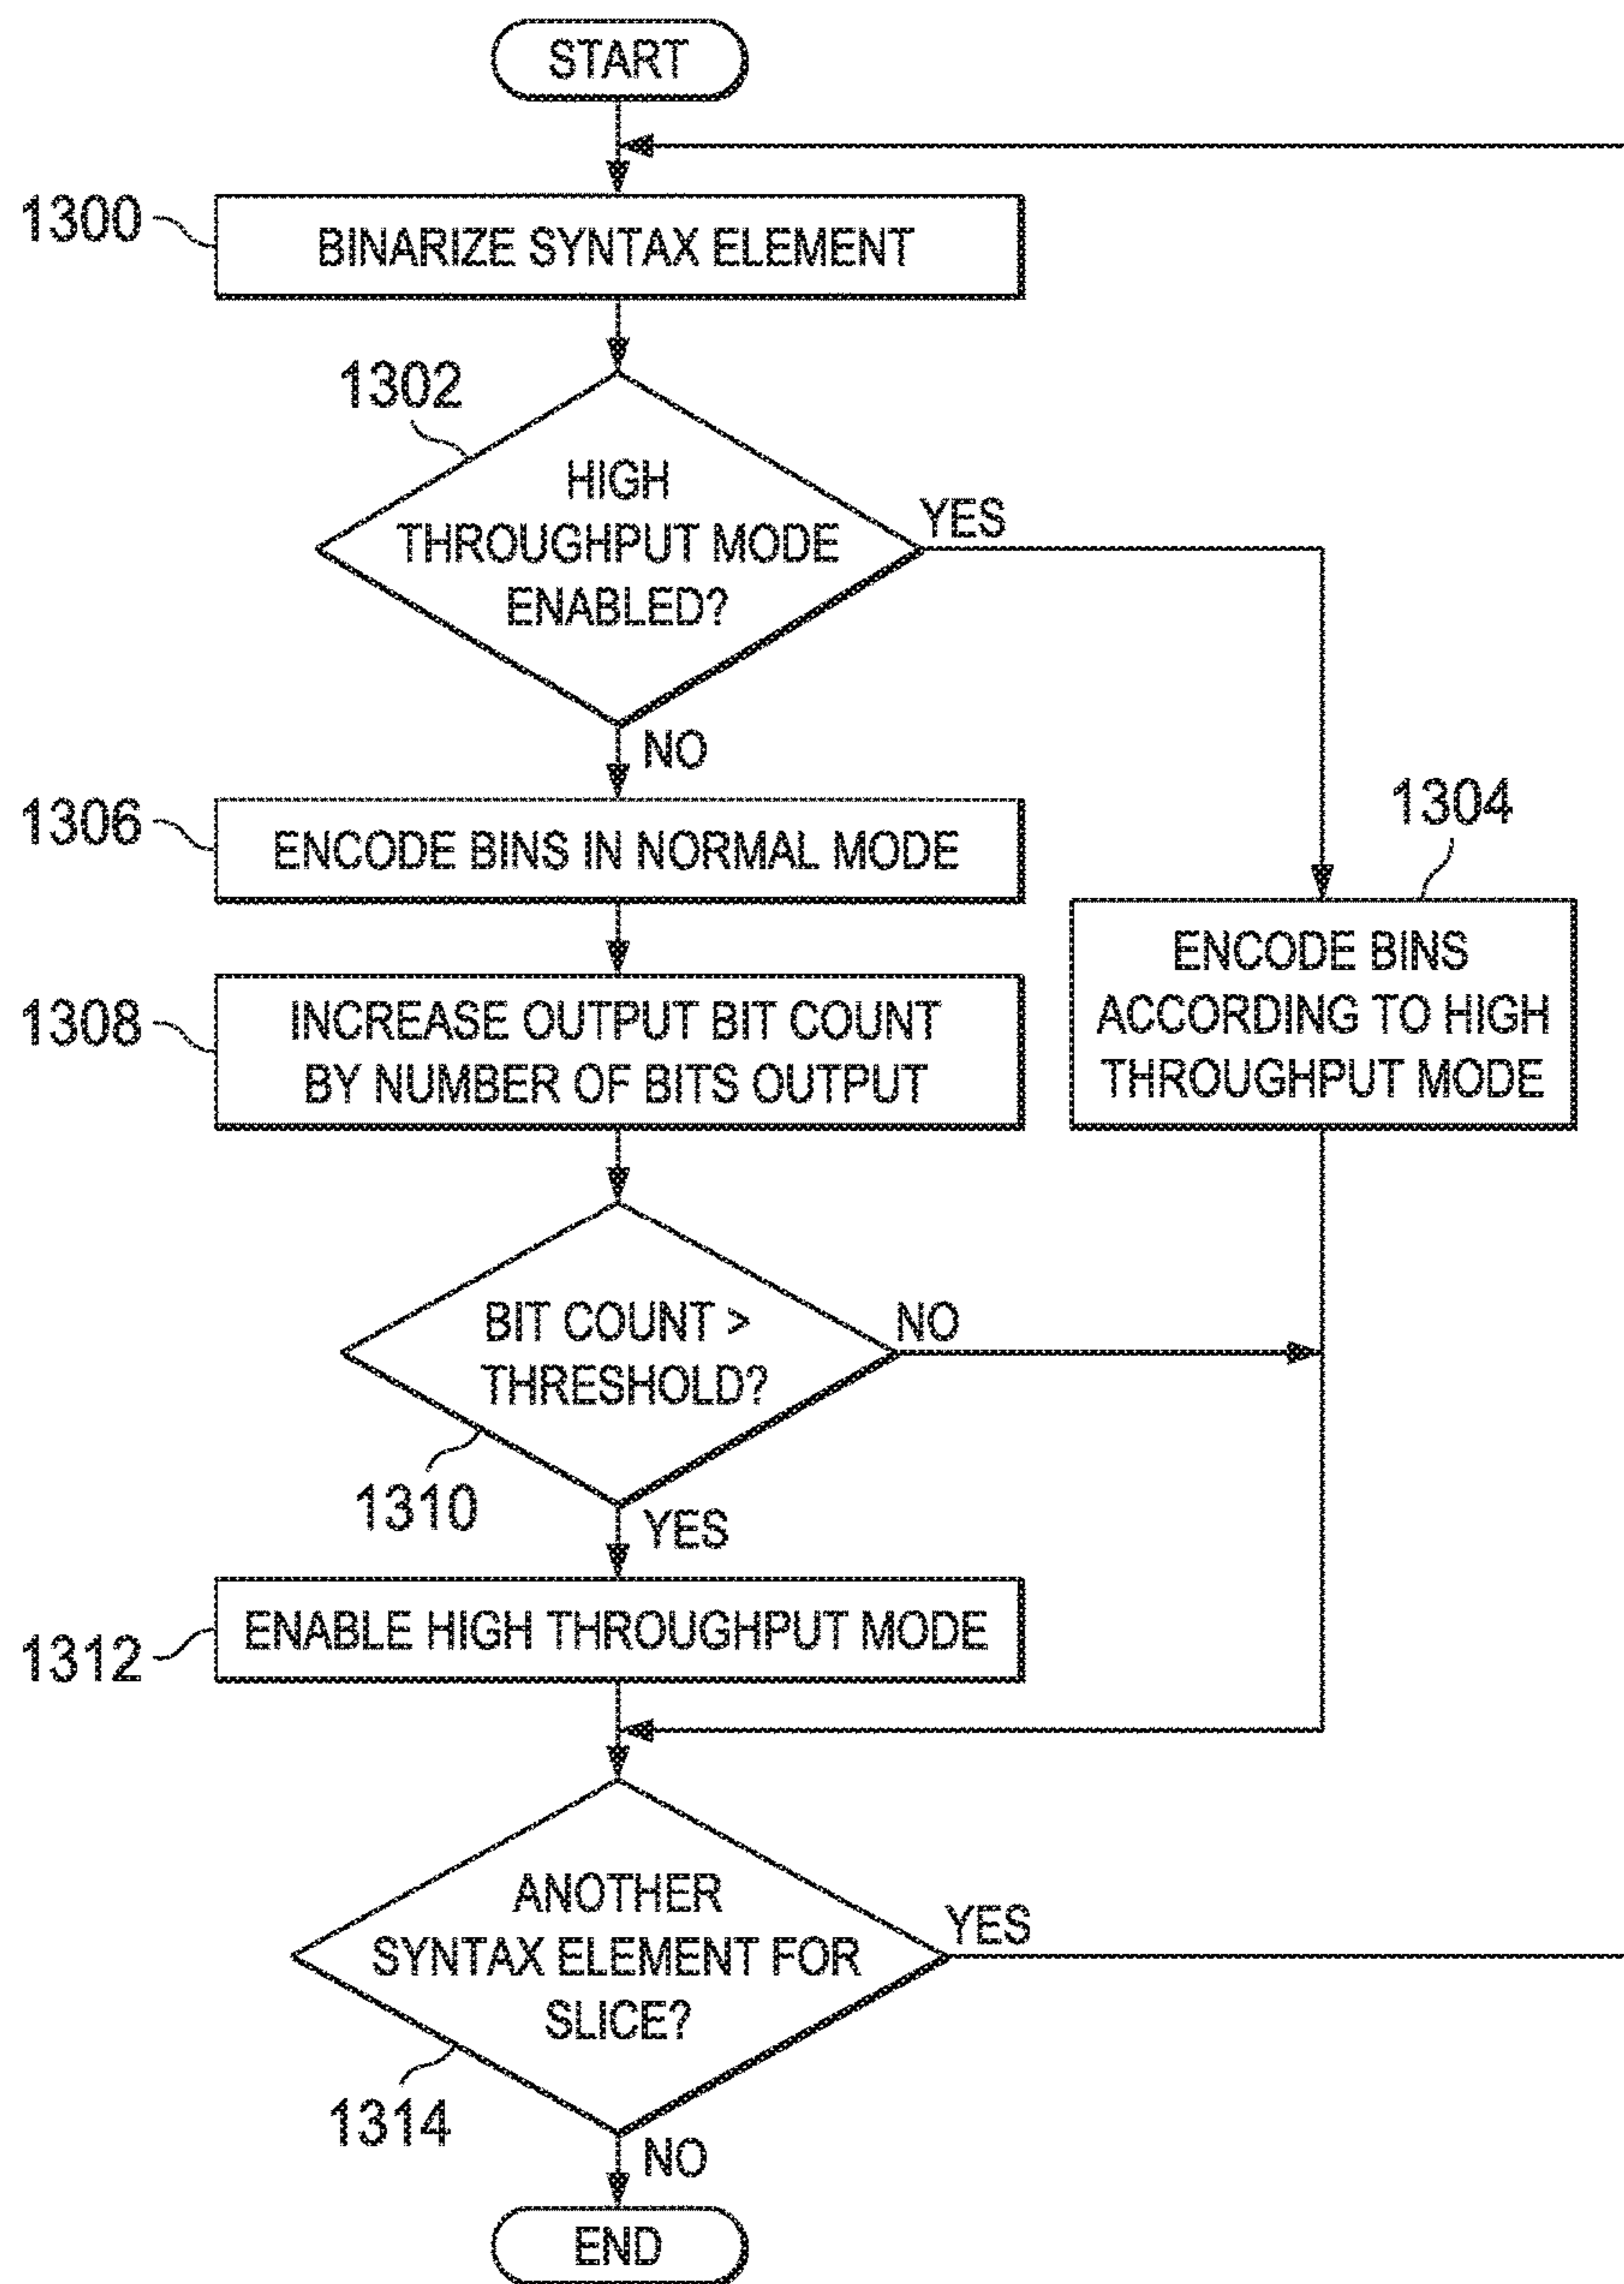 START
1300
BINARIZE SYNTAX ELEMENT
1302
HIGH
THROUGHPUT MODE
ENABLED?
YES
NO
1306
ENCODE BINS IN NORMAL MODE
1304
ENCODE BINS
ACCORDING TO HIGH
THROUGHPUT MODE
1308
INCREASE OUTPUT BIT COUNT
BY NUMBER OF BITS OUTPUT
BIT COUNT >
THRESHOLD?
NO
1310
YES
1312
ENABLE HIGH THROUGHPUT MODE
ANOTHER
SYNTAX ELEMENT FOR
SLICE?
YES
1314
NO
END